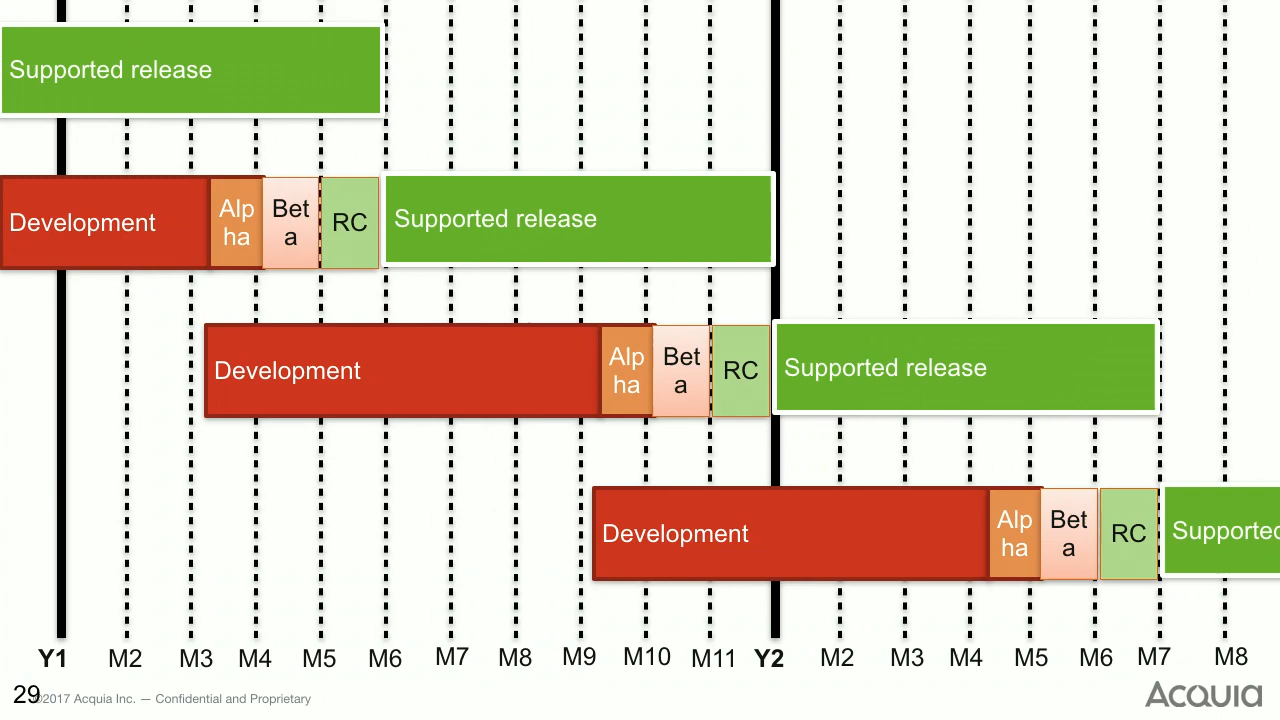 Supported release
Development
Alp
ha
Bet
a
RC
Supported release
Development
Alp
ha
Bet
a
RC
Supported release
Development
Alp
ha
Bet
a
RC
Supported
Y1 M2 M3 M4 M5 M6 M7 M8 M9 M10 M11 Y2 M2 M3 M4 M5 M6 M7 M8
29
©2017 Acquia Inc. — Confidential and Proprietary
Acquia